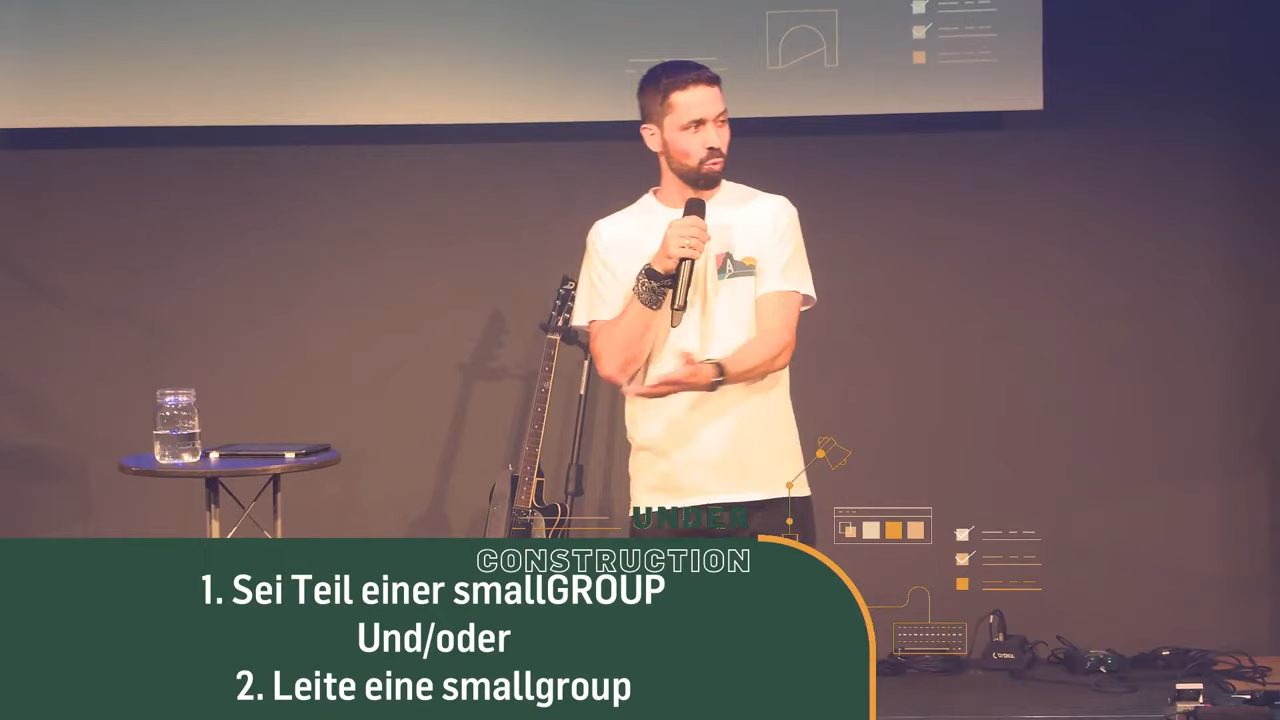 A
UNDER
CONSTRUCTION
1. Sei Teil einer smallGROUP
Und/oder
2. Leite eine smallgroup